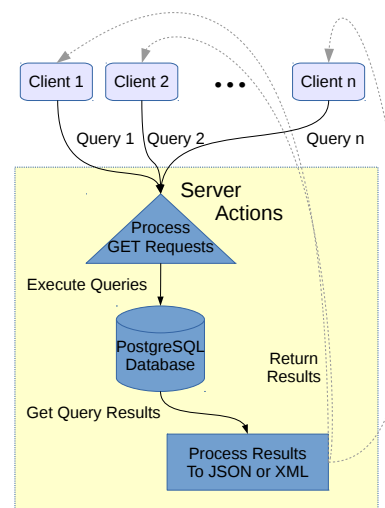 Client 1
Client 2
Client n
Query 1
Query 2
Query n
Server
Actions
Process
GET Requests
Execute Queries
PostgreSQL
Database
Return
Results
Get Query Results
Process Results
To JSON or XML